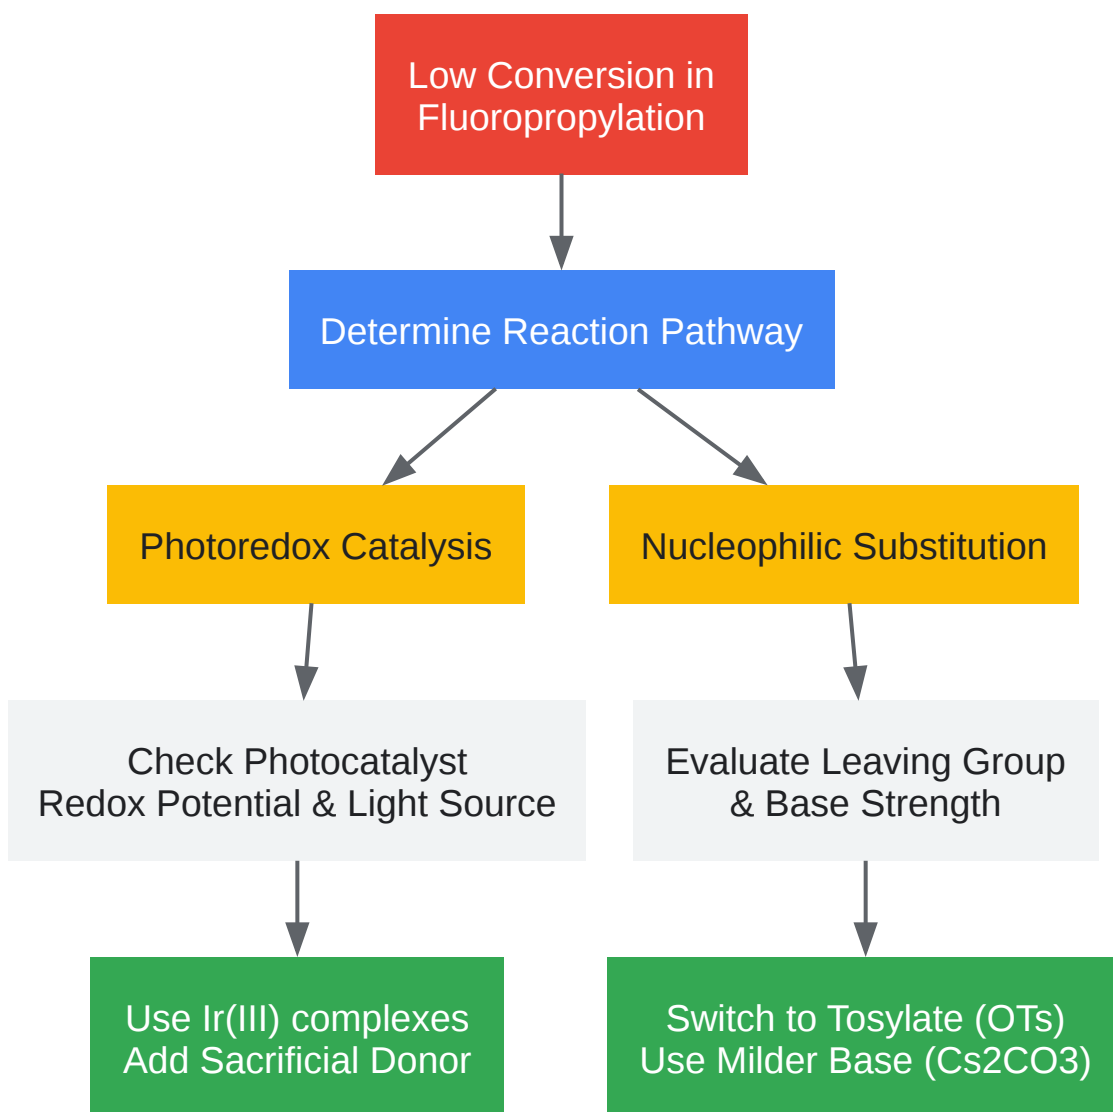 Low Conversion in
Fluoropropylation
Determine Reaction Pathway
Photoredox Catalysis
Nucleophilic Substitution
Check Photocatalyst
Redox Potential & Light Source
Evaluate Leaving Group
& Base Strength
Use Ir(III) complexes
Add Sacrificial Donor
Switch to Tosylate (OTs)
Use Milder Base (Cs2CO3)